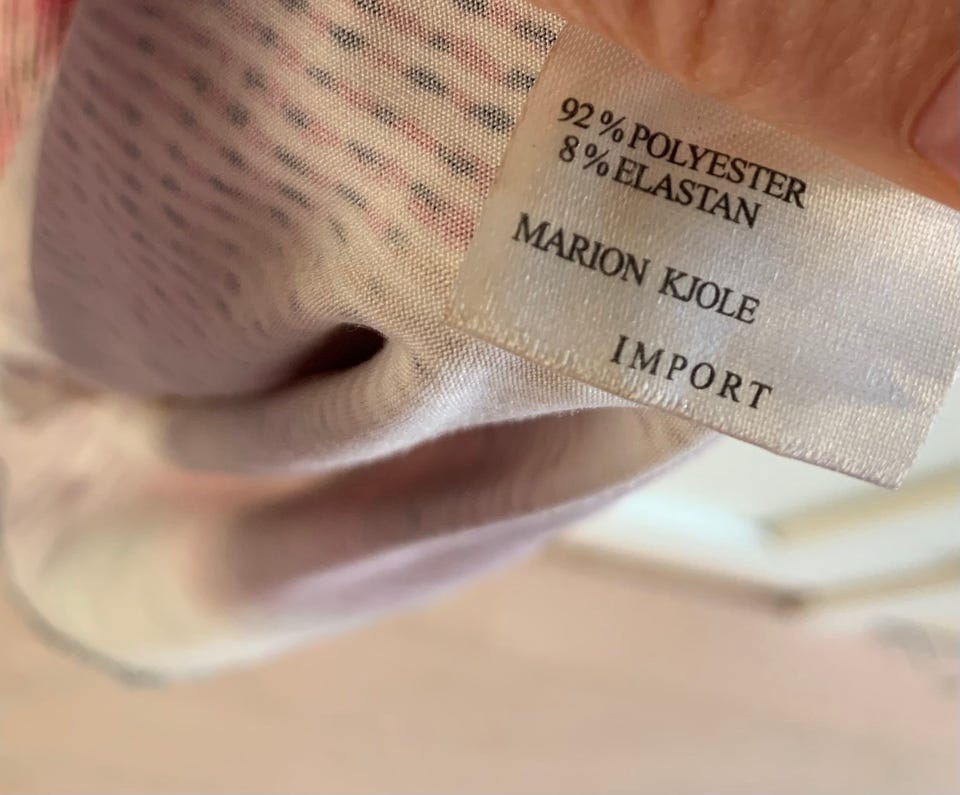 92% POLYESTER
8% ELASTAN
MARION KJOLE
IMPORT